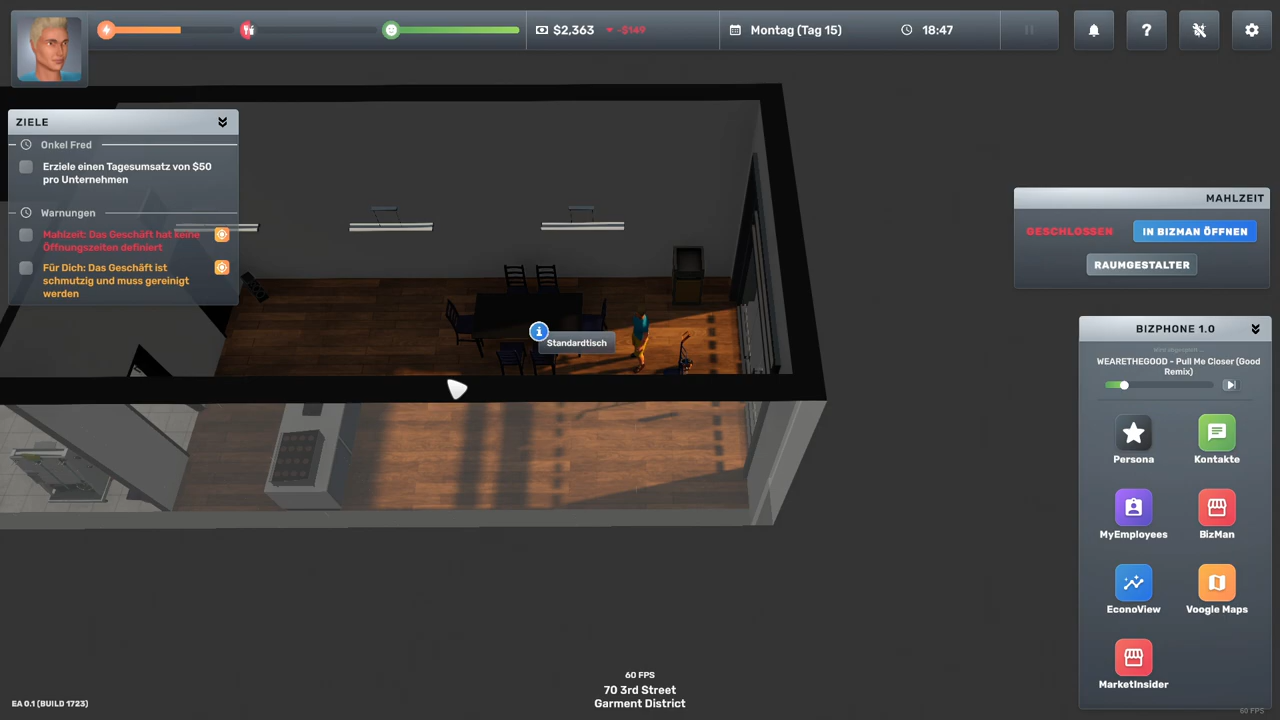 $2,363
-$149
Montag (Tag 15)
18:47
?
ZIELE
Onkel Fred
Erziele einen Tagesumsatz von $50
pro Unternehmen
Warnungen
Mahlzeit: Das Geschäft hat keine
Öffnungszeiten definiert
Für Dich: Das Geschäft ist
schmutzig und muss gereinigt
werden
Standardtisch
MAHLZEIT
GESCHLOSSEN
IN BIZMAN ÖFFNEN
RAUMGESTALTER
BIZPHONE 1.0
WEARETHEGOOD - Pull Me Closer (Good
Remix)
Persona
Kontakte
MyEmployees
BizMan
EconoView
Voogle Maps
MarketInsider
60 FPS
70 3rd Street
Garment District
EA 0.1 (BUILD 1723)
60 FPS